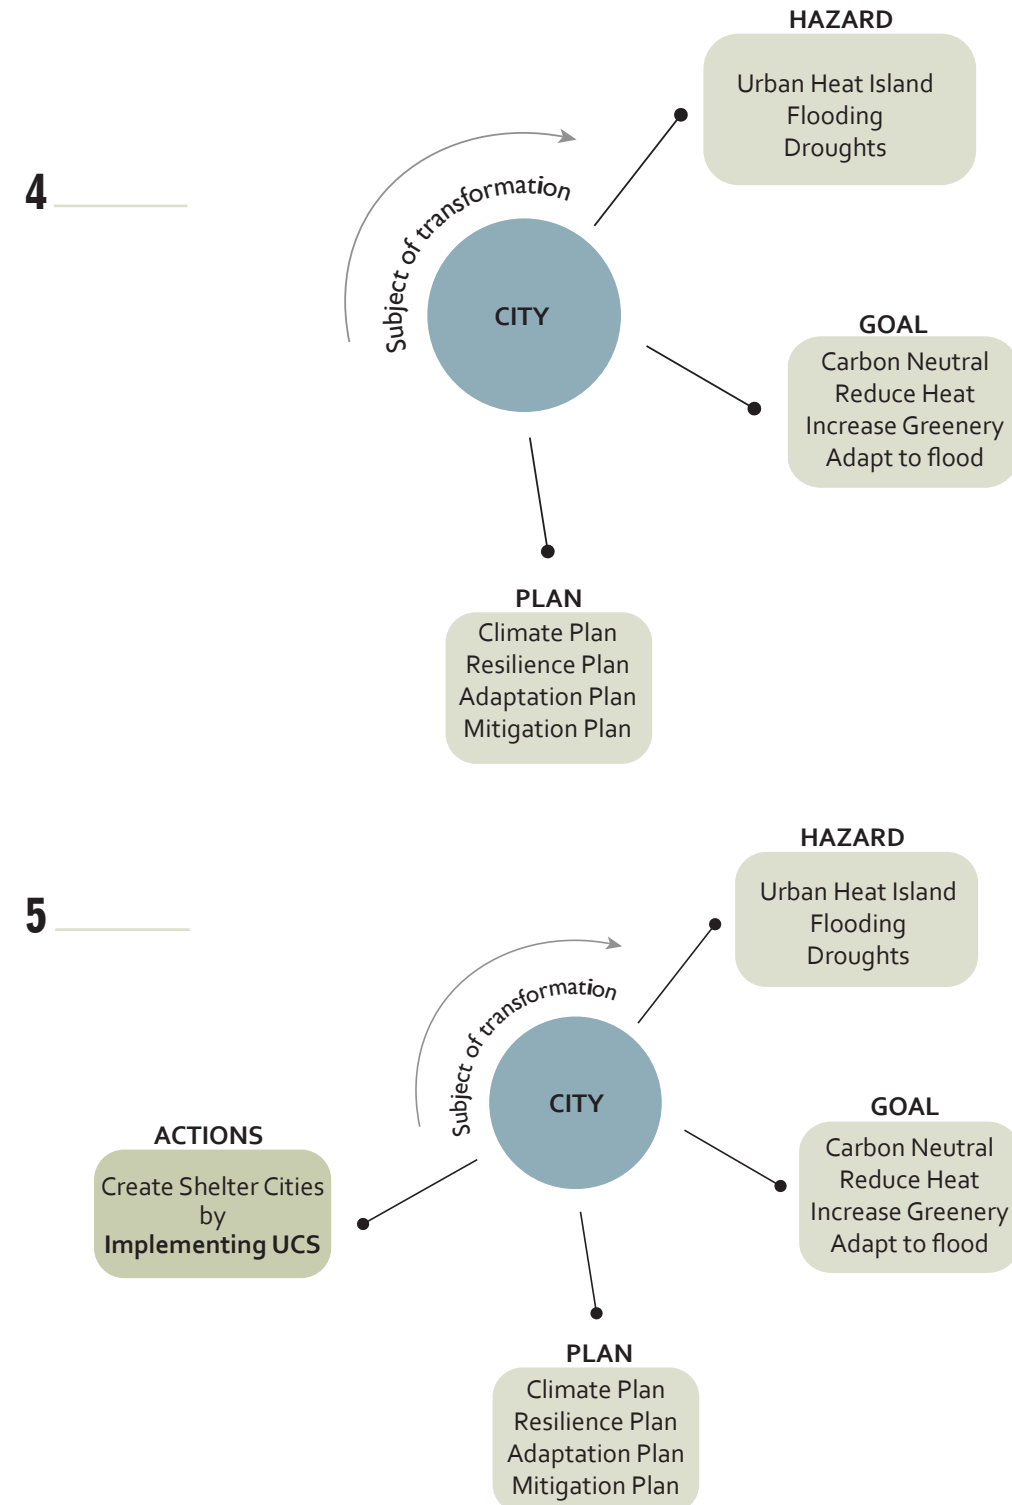 4
HAZARD
Urban Heat Island
Flooding
Droughts
Subject of transformation
CITY
GOAL
Carbon Neutral
Reduce Heat
Increase Greenery
Adapt to flood
PLAN
Climate Plan
Resilience Plan
Adaptation Plan
Mitigation Plan
5
HAZARD
Urban Heat Island
Flooding
Droughts
Subject of transformation
CITY
ACTIONS
Create Shelter Cities
by
Implementing UCS
GOAL
Carbon Neutral
Reduce Heat
Increase Greenery
Adapt to flood
PLAN
Climate Plan
Resilience Plan
Adaptation Plan
Mitigation Plan